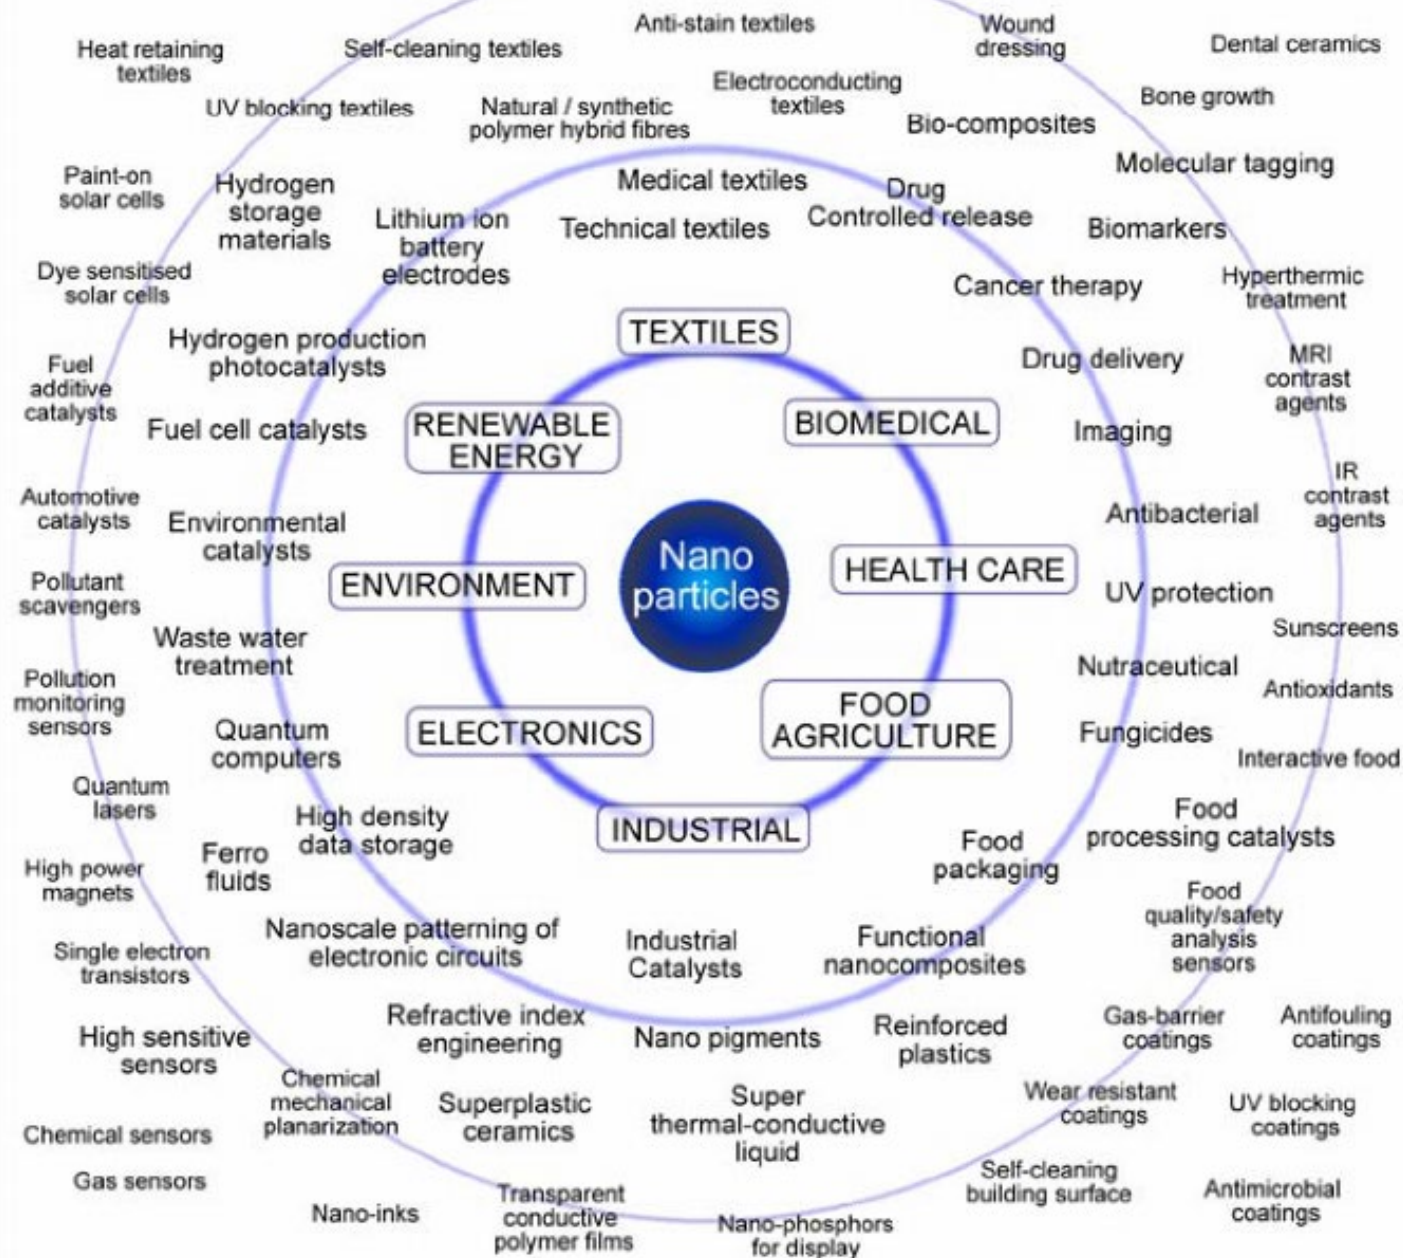 Anti-stain textiles
Wound
dressing
Dental ceramics
Heat retaining
textiles
Self-cleaning textiles
Electroconducting
textiles
Bone growth
UV blocking textiles
Natural / synthetic
polymer hybrid fibres
Bio-composites
Molecular tagging
Paint-on
solar cells
Hydrogen
storage
materials
Lithium ion
battery
electrodes
Medical textiles
Technical textiles
Drug
Controlled release
Biomarkers
Dye sensitised
solar cells
Cancer therapy
Hyperthermic
treatment
Hydrogen production
photocatalysts
TEXTILES
Drug delivery
MRI
contrast
agents
Fuel
additive
catalysts
Fuel cell catalysts
RENEWABLE
ENERGY
BIOMEDICAL
Imaging
IR
contrast
agents
Automotive
catalysts
Environmental
catalysts
Antibacterial
Nano
particles
ENVIRONMENT
HEALTH CARE
Pollutant
scavengers
UV protection
Sunscreens
Waste water
treatment
Nutraceutical
Antioxidants
Pollution
monitoring
sensors
ELECTRONICS
FOOD
AGRICULTURE
Fungicides
Interactive food
Quantum
computers
Quantum
lasers
High density
data storage
INDUSTRIAL
Food
processing catalysts
Ferro
fluids
Food
packaging
High power
magnets
Food
quality/safety
analysis
sensors
Nanoscale patterning of
electronic circuits
Industrial
Catalysts
Functional
nanocomposites
Single electron
transistors
Refractive index
engineering
Nano pigments
Reinforced
plastics
Gas-barrier
coatings
Antifouling
coatings
High sensitive
sensors
Chemical
mechanical
planarization
Superplastic
ceramics
Super
thermal-conductive
liquid
Wear resistant
coatings
UV blocking
coatings
Chemical sensors
Gas sensors
Self-cleaning
building surface
Antimicrobial
coatings
Nano-inks
Transparent
conductive
polymer films
Nano-phosphors
for display